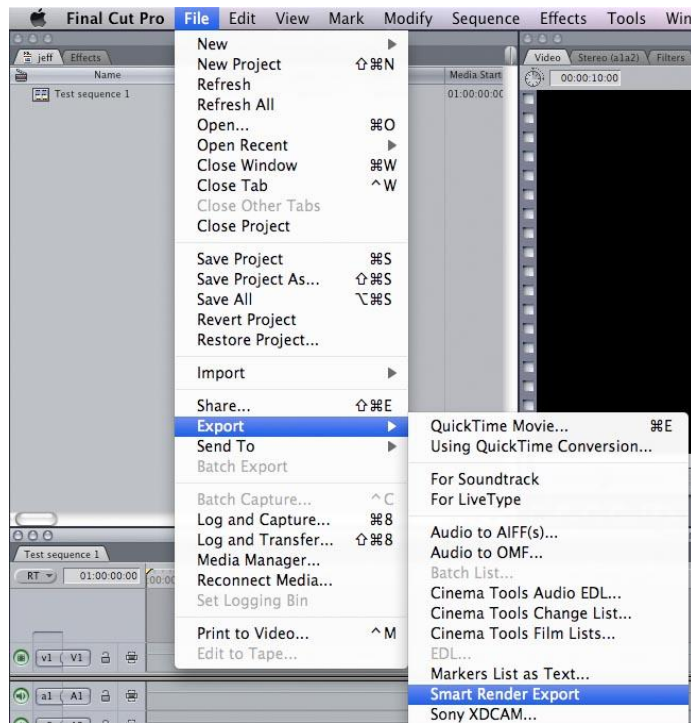 Final Cut Pro File Edit View Mark Modify Sequence Effects Tools Win
jeff Effects
Name Media Start
Test sequence 1 01:00:00:00
Video Stereo (a1a2) Filters
00:00:10:00
New
New Project ⇧⌘N
Refresh
Refresh All
Open... ⌘O
Open Recent
Close Window ⌘W
Close Tab ^W
Close Other Tabs
Close Project
Save Project ⌘S
Save Project As... ⇧⌘S
Save All ⌥⌘S
Revert Project
Restore Project...
Import
Share... ⇧⌘E
Export
Send To
Batch Export
Batch Capture... ^C
Log and Capture... ⌘8
Log and Transfer... ⇧⌘8
Media Manager...
Reconnect Media...
Set Logging Bin
Print to Video... ^M
Edit to Tape...
QuickTime Movie... ⌘E
Using QuickTime Conversion...
For Soundtrack
For LiveType
Audio to AIFF(s)...
Audio to OMF...
Batch List...
Cinema Tools Audio EDL...
Cinema Tools Change List...
Cinema Tools Film Lists...
EDL...
Markers List as Text...
Smart Render Export
Sony XDCAM...
Test sequence 1
RT 01:00:00:00
v1 V1
a1 A1